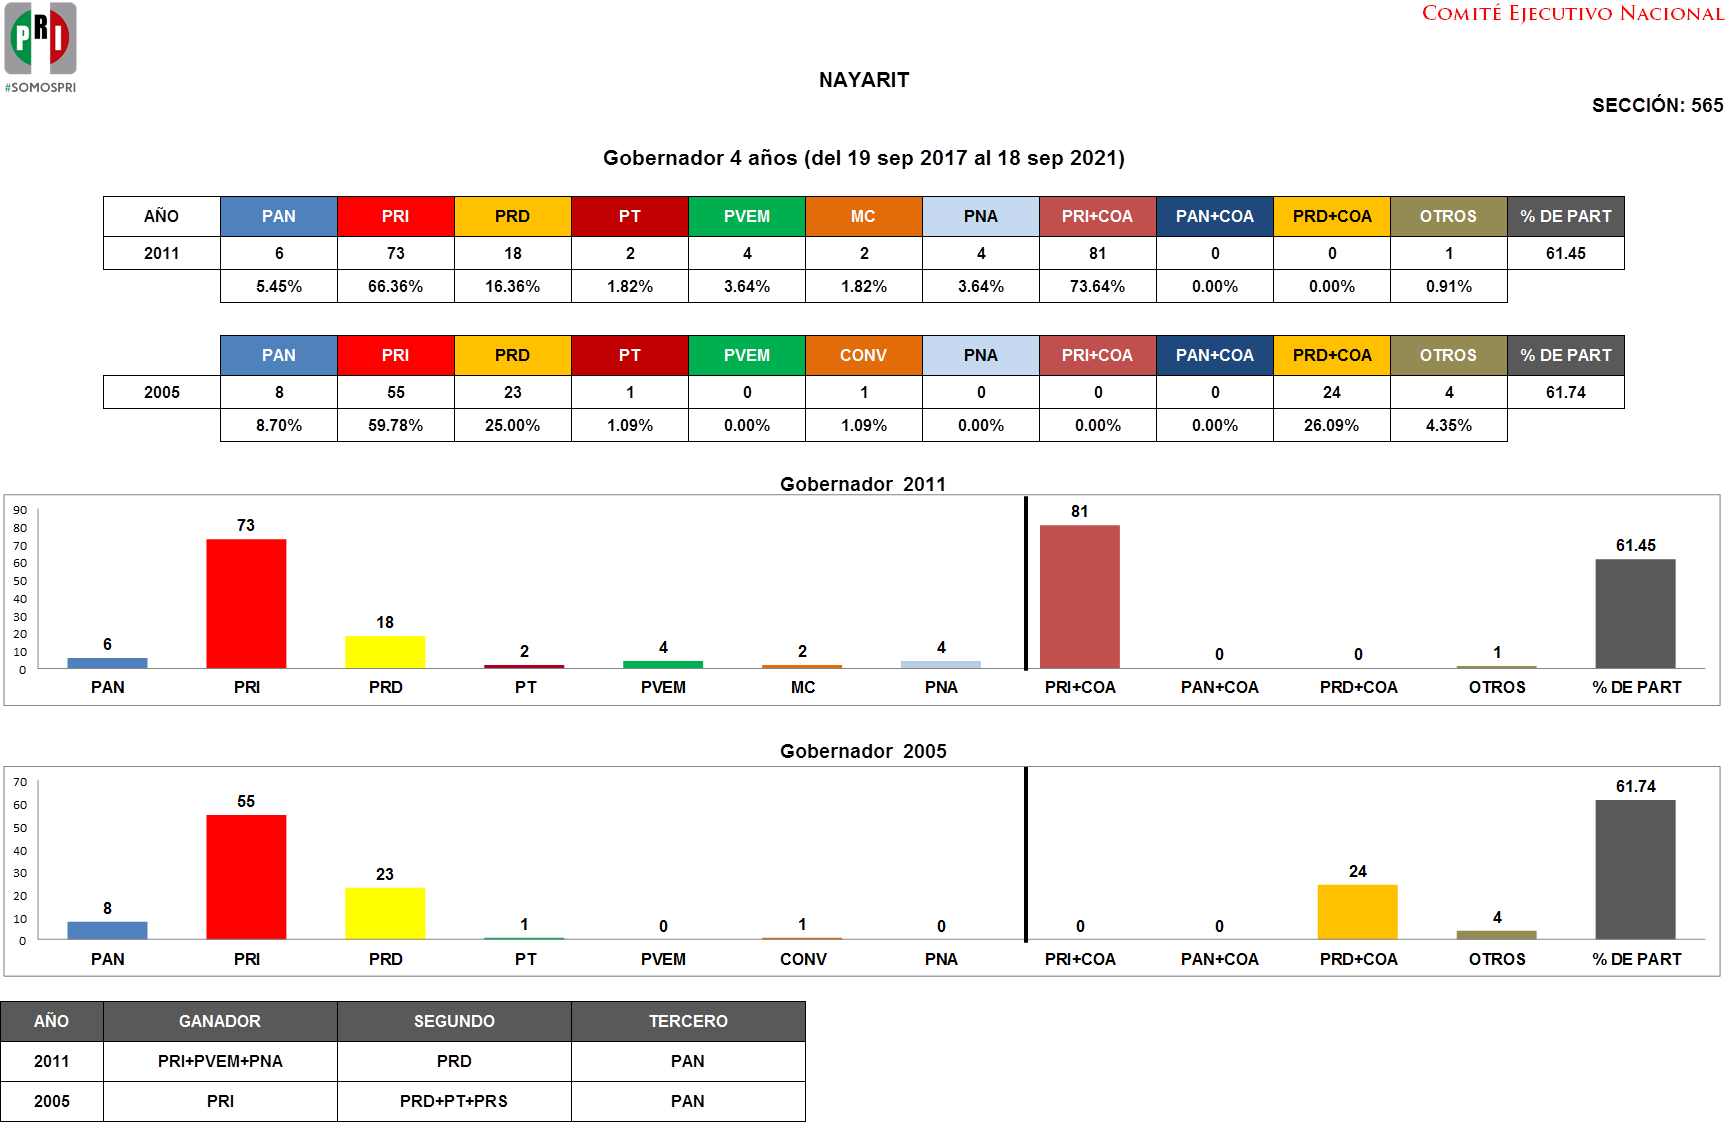 PRI
#SOMOSPRI
COMITÉ EJECUTIVO NACIONAL
NAYARIT
SECCIÓN: 565
Gobernador 4 años (del 19 sep 2017 al 18 sep 2021)
AÑO PAN PRI PRD PT PVEM MC PNA PRI+COA PAN+COA PRD+COA OTROS % DE PART
2011 6 73 18 2 4 2 4 81 0 0 1 61.45
5.45% 66.36% 16.36% 1.82% 3.64% 1.82% 3.64% 73.64% 0.00% 0.00% 0.91%
PAN PRI PRD PT PVEM CONV PNA PRI+COA PAN+COA PRD+COA OTROS % DE PART
2005 8 55 23 1 0 1 0 0 0 24 4 61.74
8.70% 59.78% 25.00% 1.09% 0.00% 1.09% 0.00% 0.00% 0.00% 26.09% 4.35%
Gobernador 2011
90
80
70
60
50
40
30
20
10
0
6 73 18 2 4 2 4 81 0 0 1 61.45
PAN PRI PRD PT PVEM MC PNA PRI+COA PAN+COA PRD+COA OTROS % DE PART
Gobernador 2005
70
60
50
40
30
20
10
0
8 55 23 1 0 1 0 0 0 24 4 61.74
PAN PRI PRD PT PVEM CONV PNA PRI+COA PAN+COA PRD+COA OTROS % DE PART
AÑO GANADOR SEGUNDO TERCERO
2011 PRI+PVEM+PNA PRD PAN
2005 PRI PRD+PT+PRS PAN